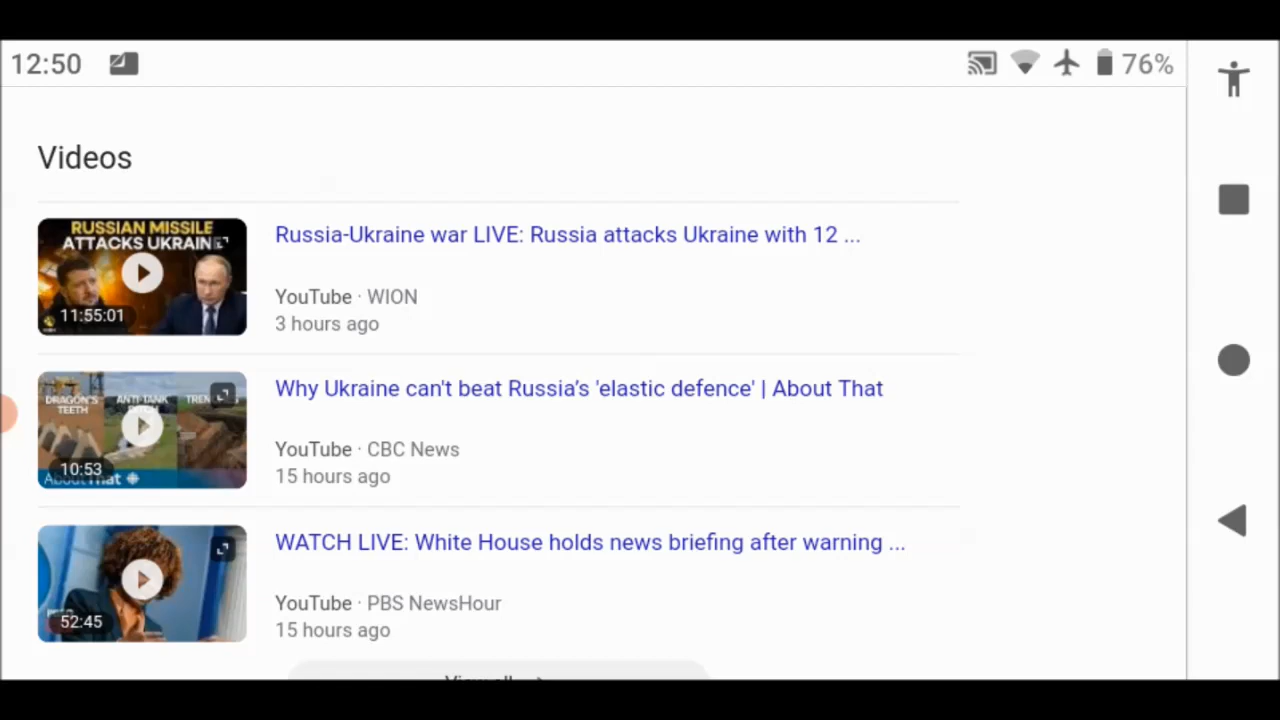 12:50
76%
Videos
RUSSIAN MISSILE
ATTACKS UKRAIN
11:55:01
Russia-Ukraine war LIVE: Russia attacks Ukraine with 12 ...
YouTube · WION
3 hours ago
DRAGON'S
TEETH
ANTI-TANK
10:53
About That
Why Ukraine can't beat Russia’s 'elastic defence' | About That
YouTube · CBC News
15 hours ago
52:45
WATCH LIVE: White House holds news briefing after warning ...
YouTube · PBS NewsHour
15 hours ago